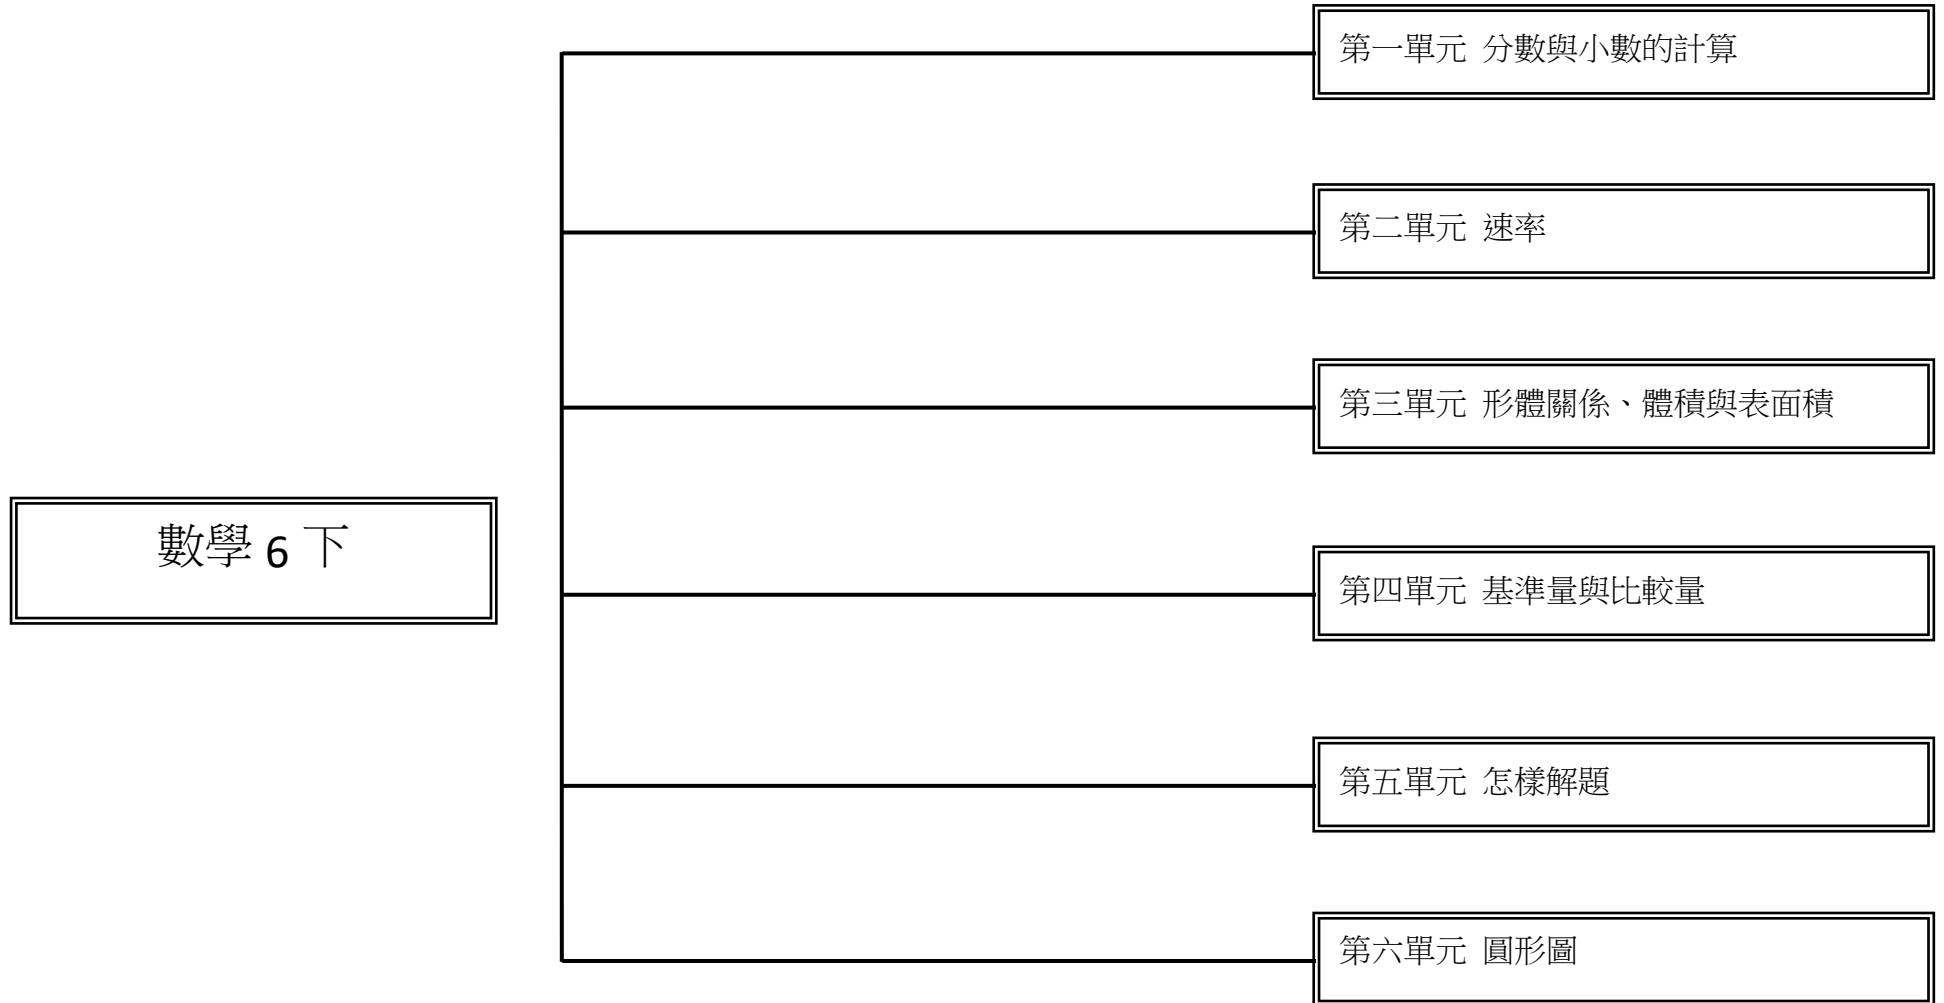 第一單元 分數與小數的計算
第二單元 速率
第三單元 形體關係、體積與表面積
數學 6 下
第四單元 基準量與比較量
第五單元 怎樣解題
第六單元 圓形圖